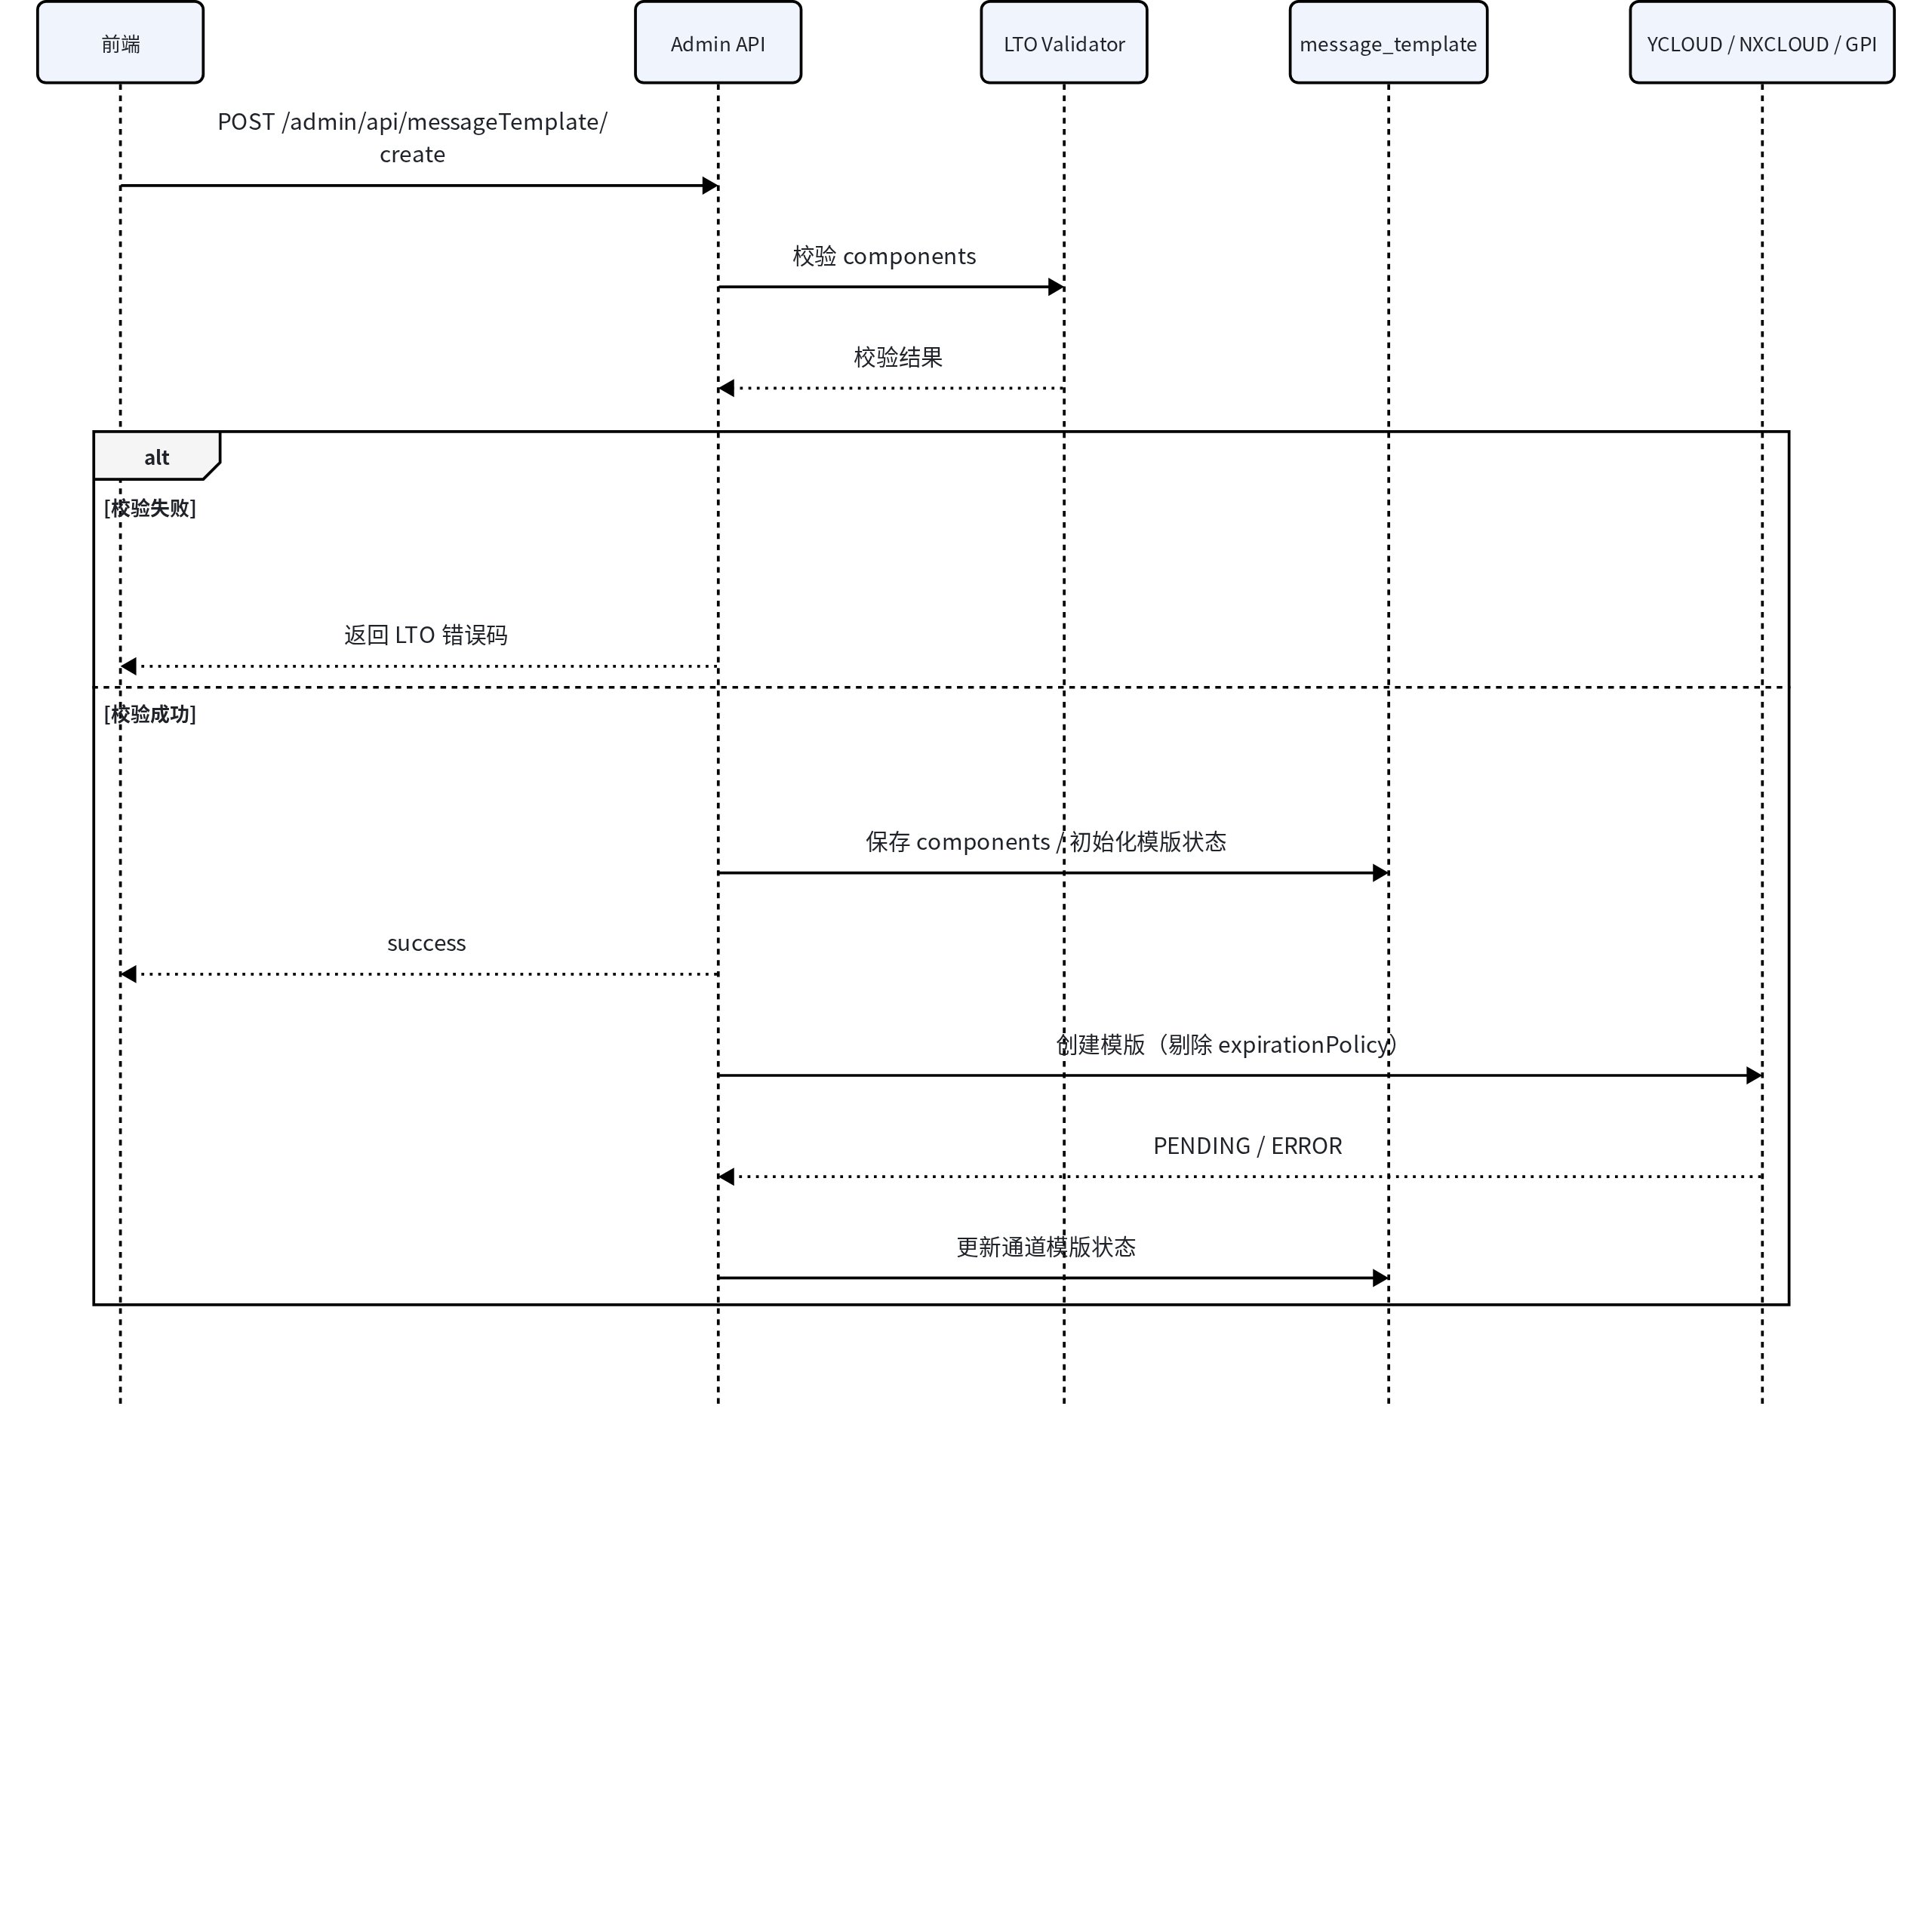 前端
Admin API
LTO Validator
message_template
YCLOUD / NXCLOUD / GPI
POST /admin/api/messageTemplate/
create
校验 components
校验结果
alt
[校验失败]
返回 LTO 错误码
[校验成功]
保存 components / 初始化模版状态
success
创建模版（剔除 expirationPolicy）
PENDING / ERROR
更新通道模版状态